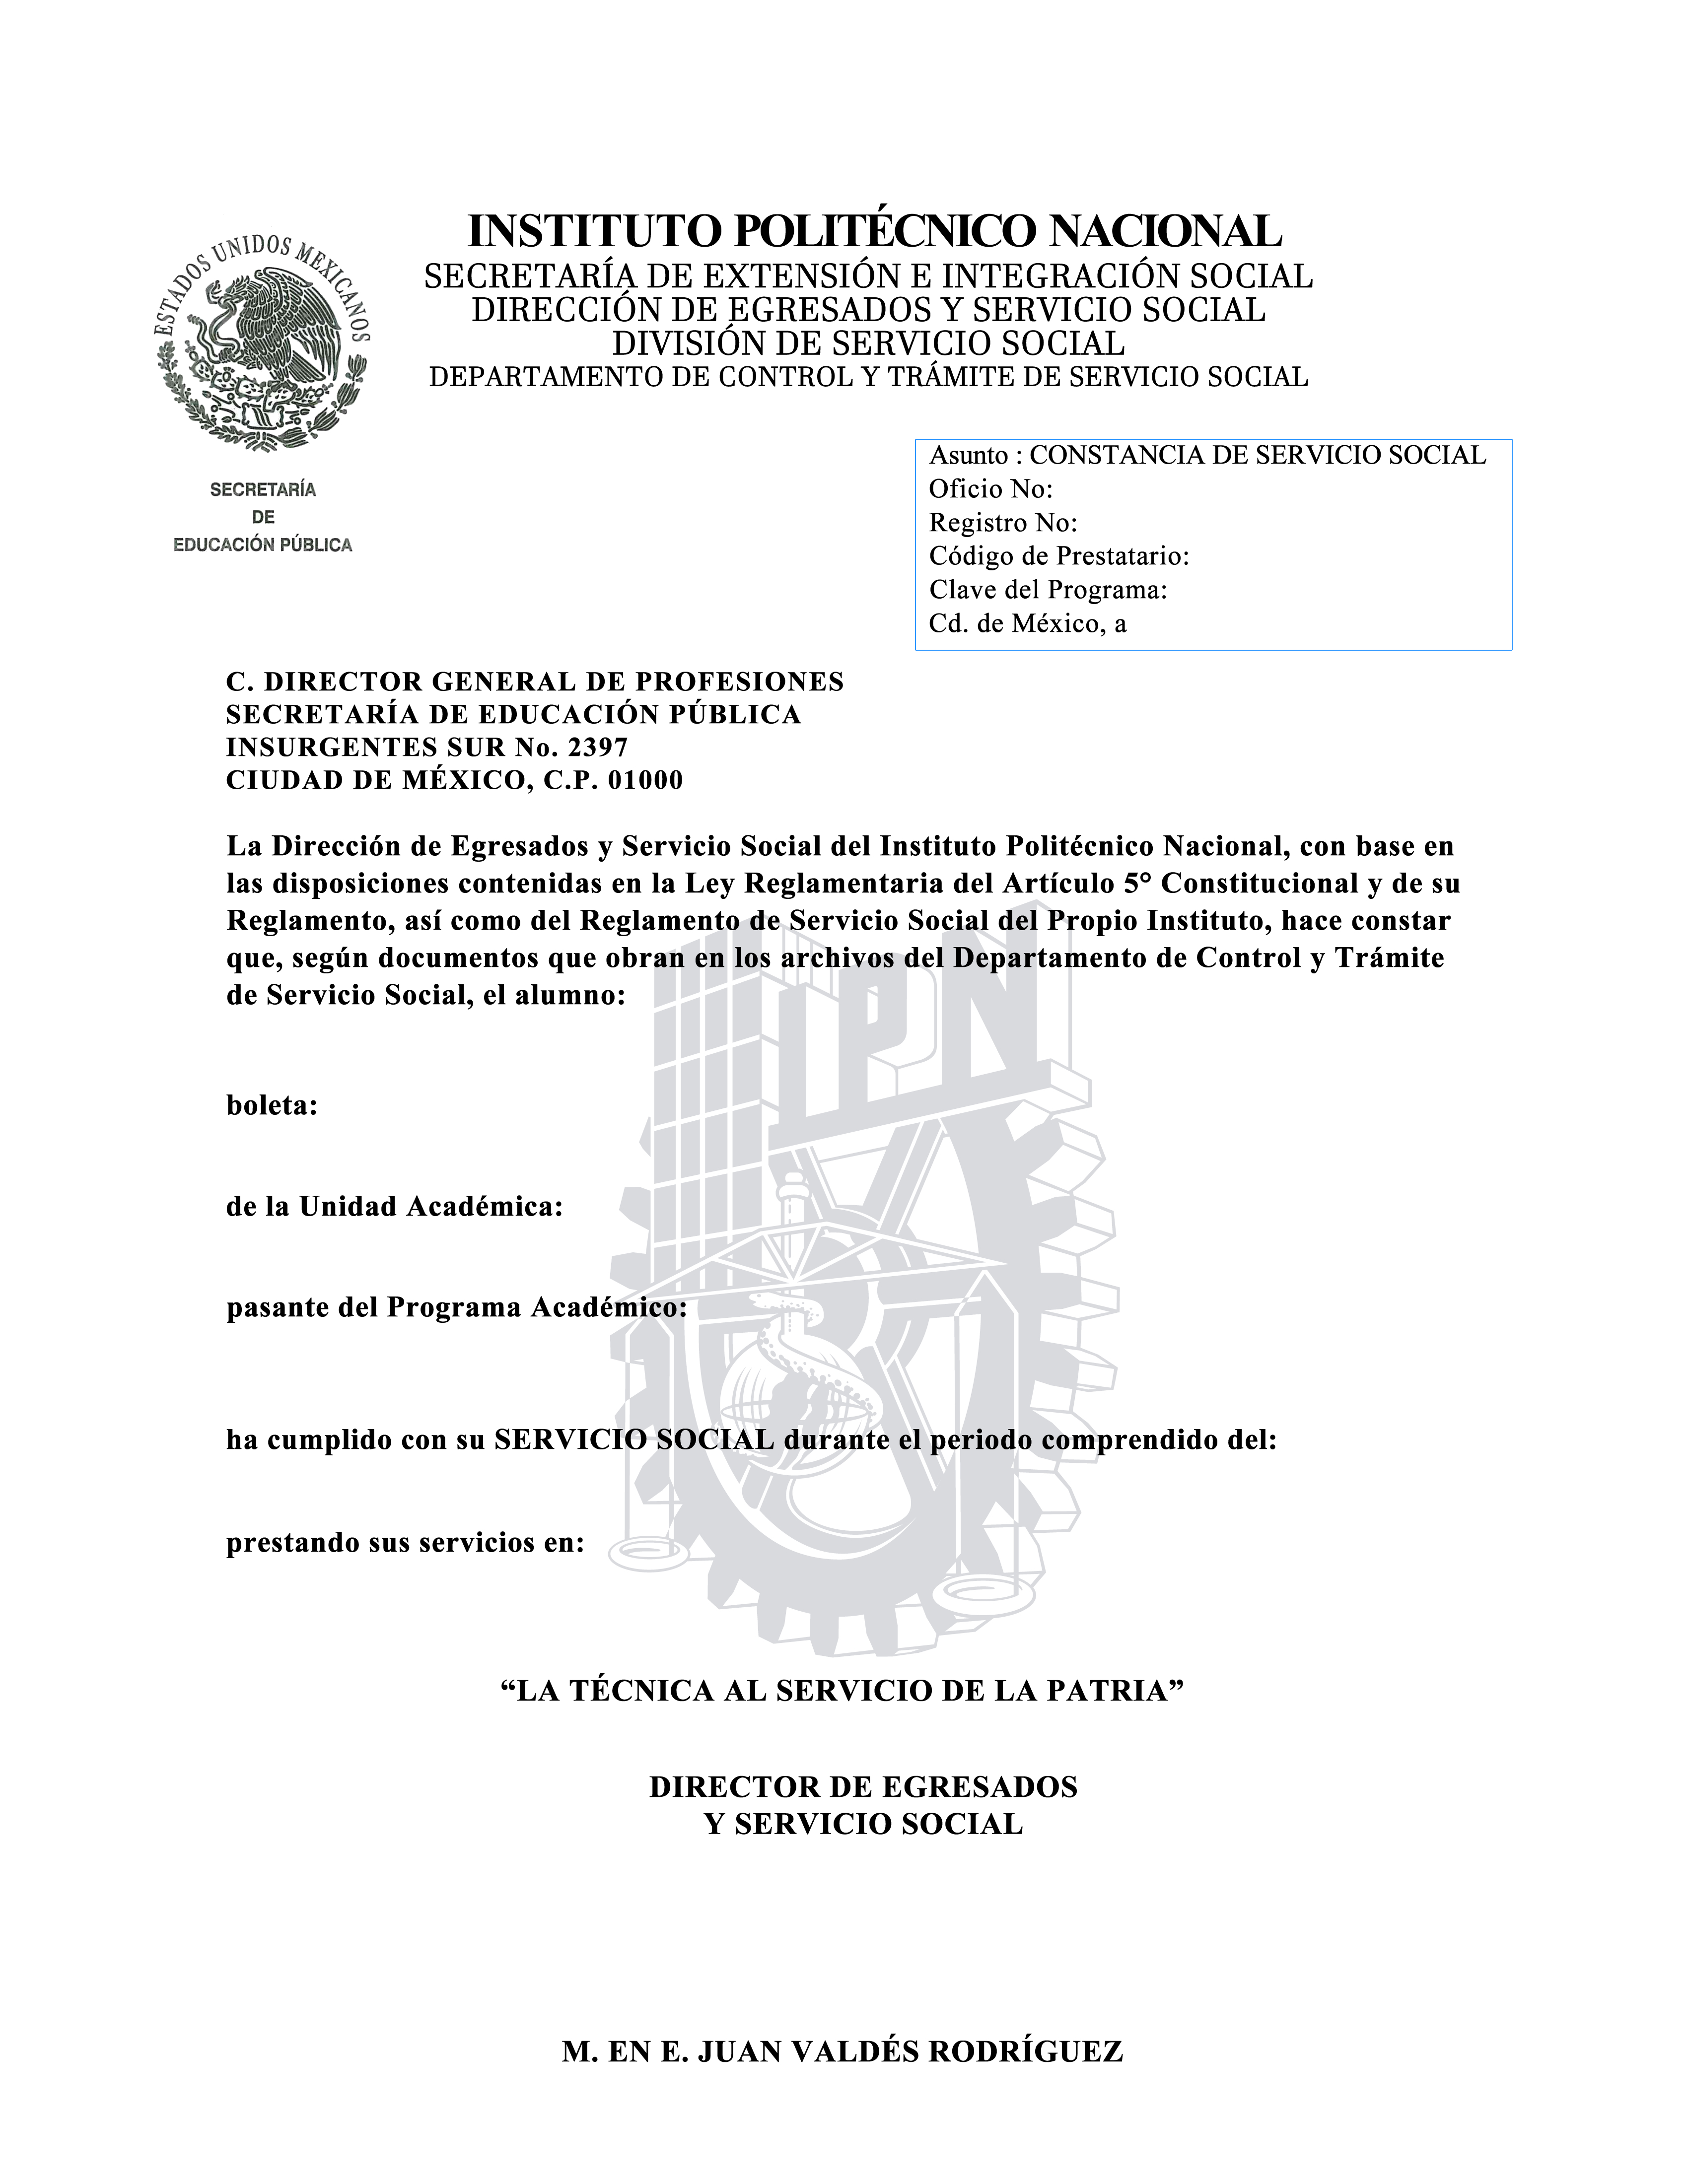 ESTADOS UNIDOS MEXICANOS
SECRETARÍA
DE
EDUCACIÓN PÚBLICA
INSTITUTO POLITÉCNICO NACIONAL
SECRETARÍA DE EXTENSIÓN E INTEGRACIÓN SOCIAL
DIRECCIÓN DE EGRESADOS Y SERVICIO SOCIAL
DIVISIÓN DE SERVICIO SOCIAL
DEPARTAMENTO DE CONTROL Y TRÁMITE DE SERVICIO SOCIAL
Asunto : CONSTANCIA DE SERVICIO SOCIAL
Oficio No:
Registro No:
Código de Prestatario:
Clave del Programa:
Cd. de México, a
C. DIRECTOR GENERAL DE PROFESIONES
SECRETARÍA DE EDUCACIÓN PÚBLICA
INSURGENTES SUR No. 2397
CIUDAD DE MÉXICO, C.P. 01000
La Dirección de Egresados y Servicio Social del Instituto Politécnico Nacional, con base en
las disposiciones contenidas en la Ley Reglamentaria del Artículo 5° Constitucional y de su
Reglamento, así como del Reglamento de Servicio Social del Propio Instituto, hace constar
que, según documentos que obran en los archivos del Departamento de Control y Trámite
de Servicio Social, el alumno:
IPN
boleta:
de la Unidad Académica:
pasante del Programa Académico:
ha cumplido con su SERVICIO SOCIAL durante el periodo comprendido del:
prestando sus servicios en:
“LA TÉCNICA AL SERVICIO DE LA PATRIA”
DIRECTOR DE EGRESADOS
Y SERVICIO SOCIAL
M. EN E. JUAN VALDÉS RODRÍGUEZ